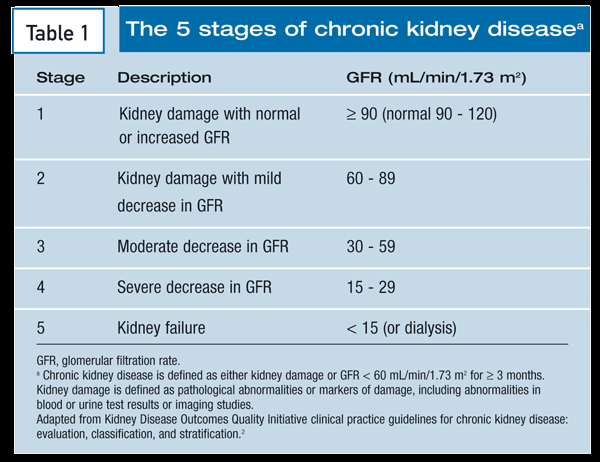 Table 1
The 5 stages of chronic kidney diseaseª
Stage Description GFR (mL/min/1.73 m²)
1 Kidney damage with normal ≥ 90 (normal 90 - 120)
or increased GFR
2 Kidney damage with mild 60 - 89
decrease in GFR
3 Moderate decrease in GFR 30 - 59
4 Severe decrease in GFR 15 - 29
5 Kidney failure < 15 (or dialysis)
GFR, glomerular filtration rate.
ª Chronic kidney disease is defined as either kidney damage or GFR < 60 mL/min/1.73 m² for ≥ 3 months.
Kidney damage is defined as pathological abnormalities or markers of damage, including abnormalities in
blood or urine test results or imaging studies.
Adapted from Kidney Disease Outcomes Quality Initiative clinical practice guidelines for chronic kidney disease:
evaluation, classification, and stratification.²